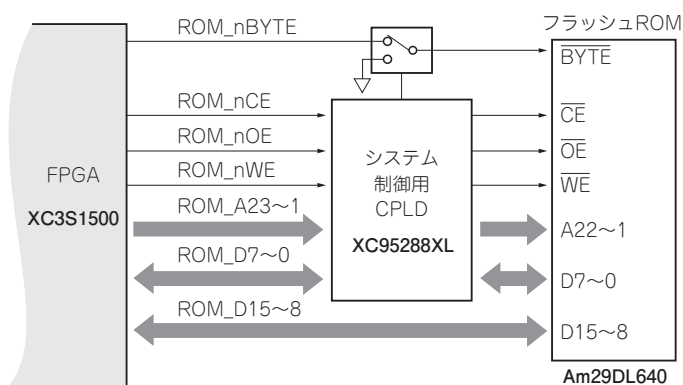 フラッシュROM
ROM_nBYTE
BYTE
ROM_nCE
CE
ROM_nOE
OE
ROM_nWE
WE
FPGA
XC3S1500
システム
制御用
CPLD
XC95288XL
ROM_A23～1
A22～1
ROM_D7～0
D7～0
ROM_D15～8
D15～8
Am29DL640